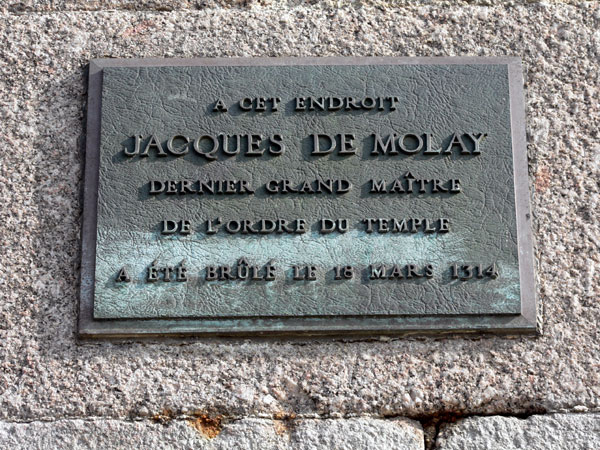 A CET ENDROIT
JACQUES DE MOLAY
DERNIER GRAND MAÎTRE
DE L'ORDRE DU TEMPLE
A ÉTÉ BRÛLÉ LE 18 MARS 1314